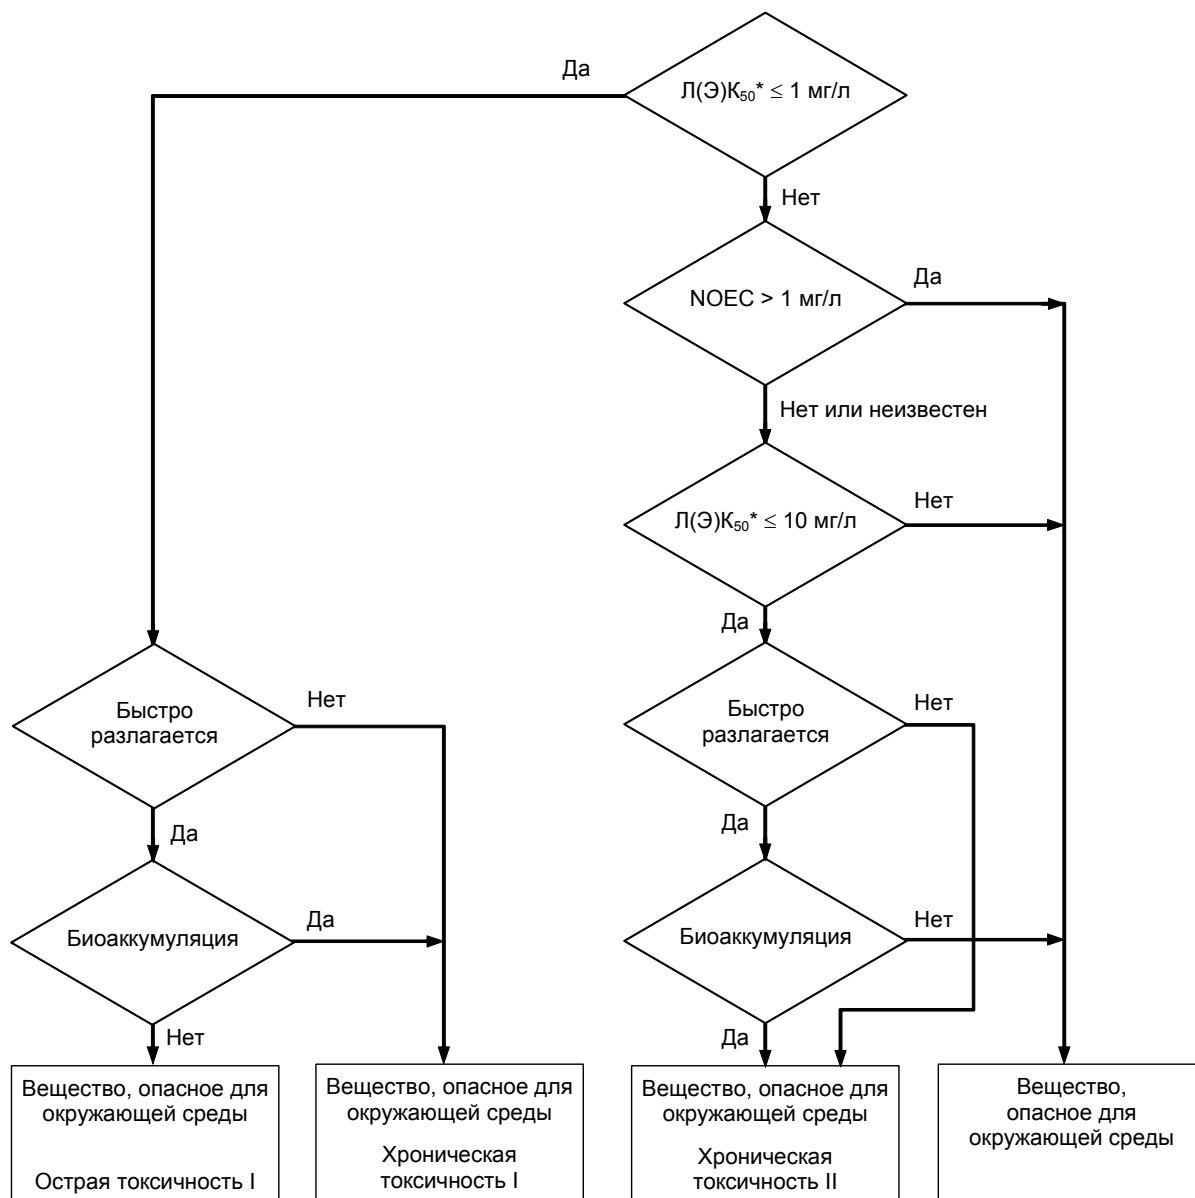 Да
Л(Э)К₅₀* ≤ 1 мг/л
Нет
NOEC > 1 мг/л
Да
Нет или неизвестен
Л(Э)К₅₀* ≤ 10 мг/л
Нет
Да
Быстро
разлагается
Нет
Быстро
разлагается
Нет
Да
Да
Биоаккумуляция
Да
Биоаккумуляция
Нет
Нет
Да
Вещество, опасное для
окружающей среды
Острая токсичность I
Вещество, опасное для
окружающей среды
Хроническая
токсичность I
Вещество, опасное для
окружающей среды
Хроническая
токсичность II
Вещество,
опасное для
окружающей среды